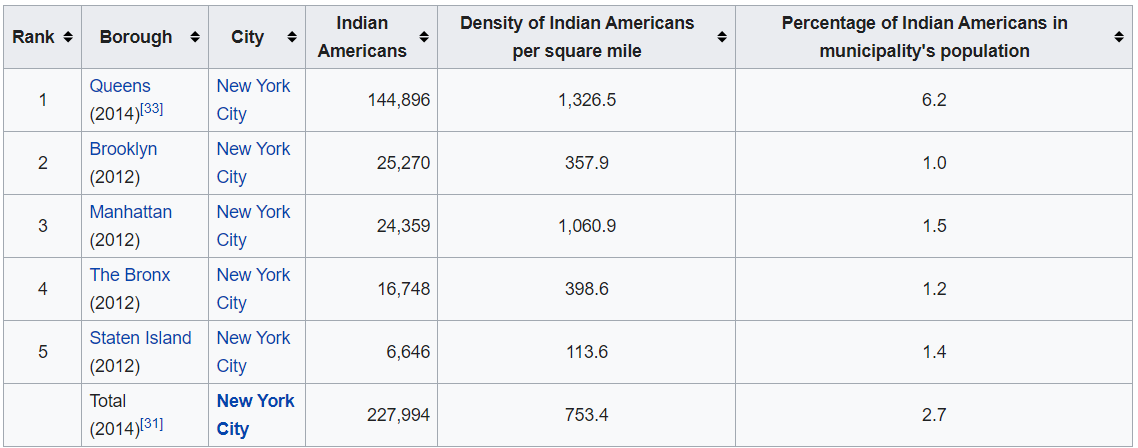 Rank Borough City Indian Americans Density of Indian Americans per square mile Percentage of Indian Americans in municipality's population
1 Queens (2014)[33] New York City 144,896 1,326.5 6.2
2 Brooklyn (2012) New York City 25,270 357.9 1.0
3 Manhattan (2012) New York City 24,359 1,060.9 1.5
4 The Bronx (2012) New York City 16,748 398.6 1.2
5 Staten Island (2012) New York City 6,646 113.6 1.4
Total (2014)[31] New York City 227,994 753.4 2.7